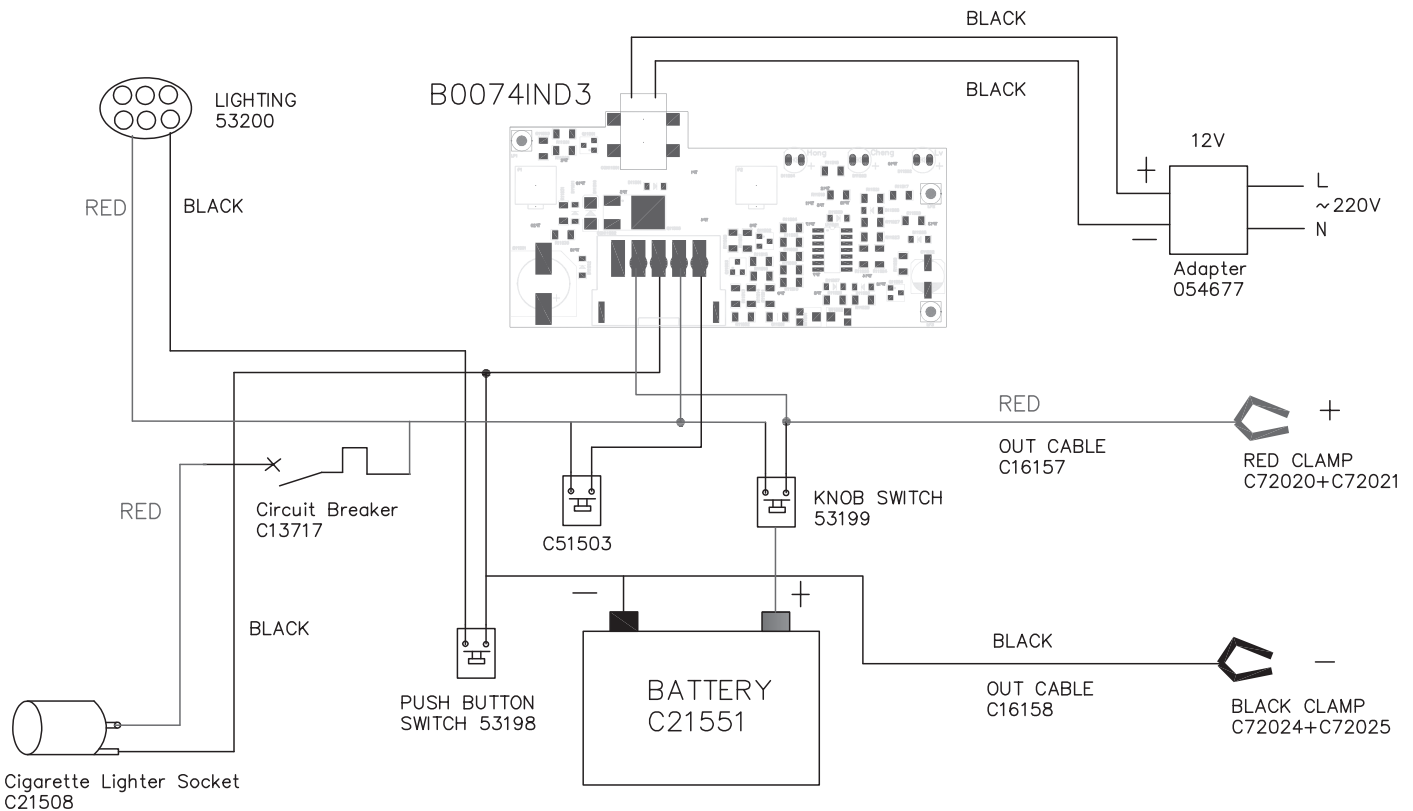 BLACK
B0074IND3
BLACK
LIGHTING
53200
12V
+
L
~220V
N
—
Adapter
054677
RED
BLACK
RED
+
OUT CABLE
C16157
RED CLAMP
C72020+C72021
KNOB SWITCH
53199
RED
Circuit Breaker
C13717
C51503
—
+
BLACK
BLACK
—
OUT CABLE
C16158
BLACK CLAMP
C72024+C72025
PUSH BUTTON
SWITCH 53198
BATTERY
C21551
Cigarette Lighter Socket
C21508